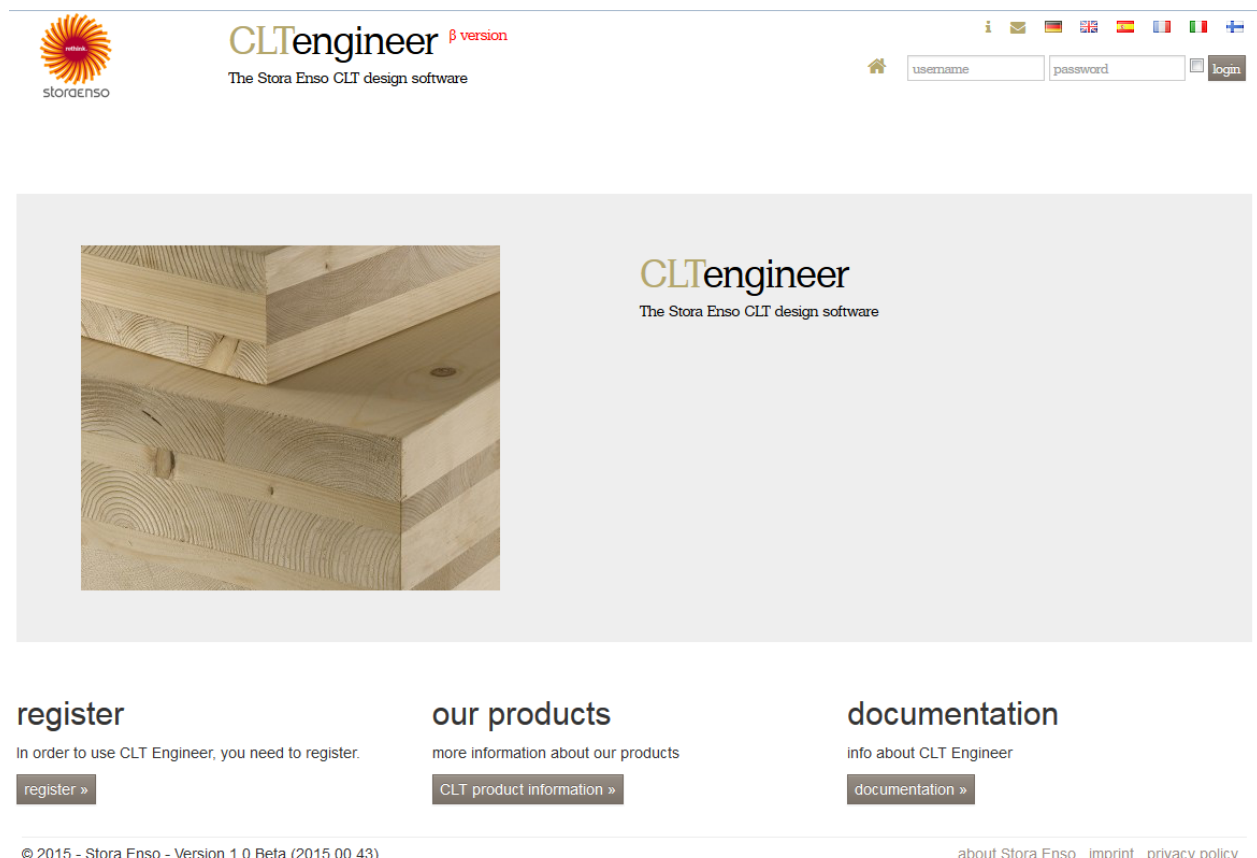 rethink.
storaenso
CLTengineer β version
The Stora Enso CLT design software
username password login
CLTengineer
The Stora Enso CLT design software
register
In order to use CLT Engineer, you need to register.
register »
our products
more information about our products
CLT product information »
documentation
info about CLT Engineer
documentation »
© 2015 - Stora Enso - Version 1.0 Beta (2015.00.43)
about Stora Enso imprint privacy policy